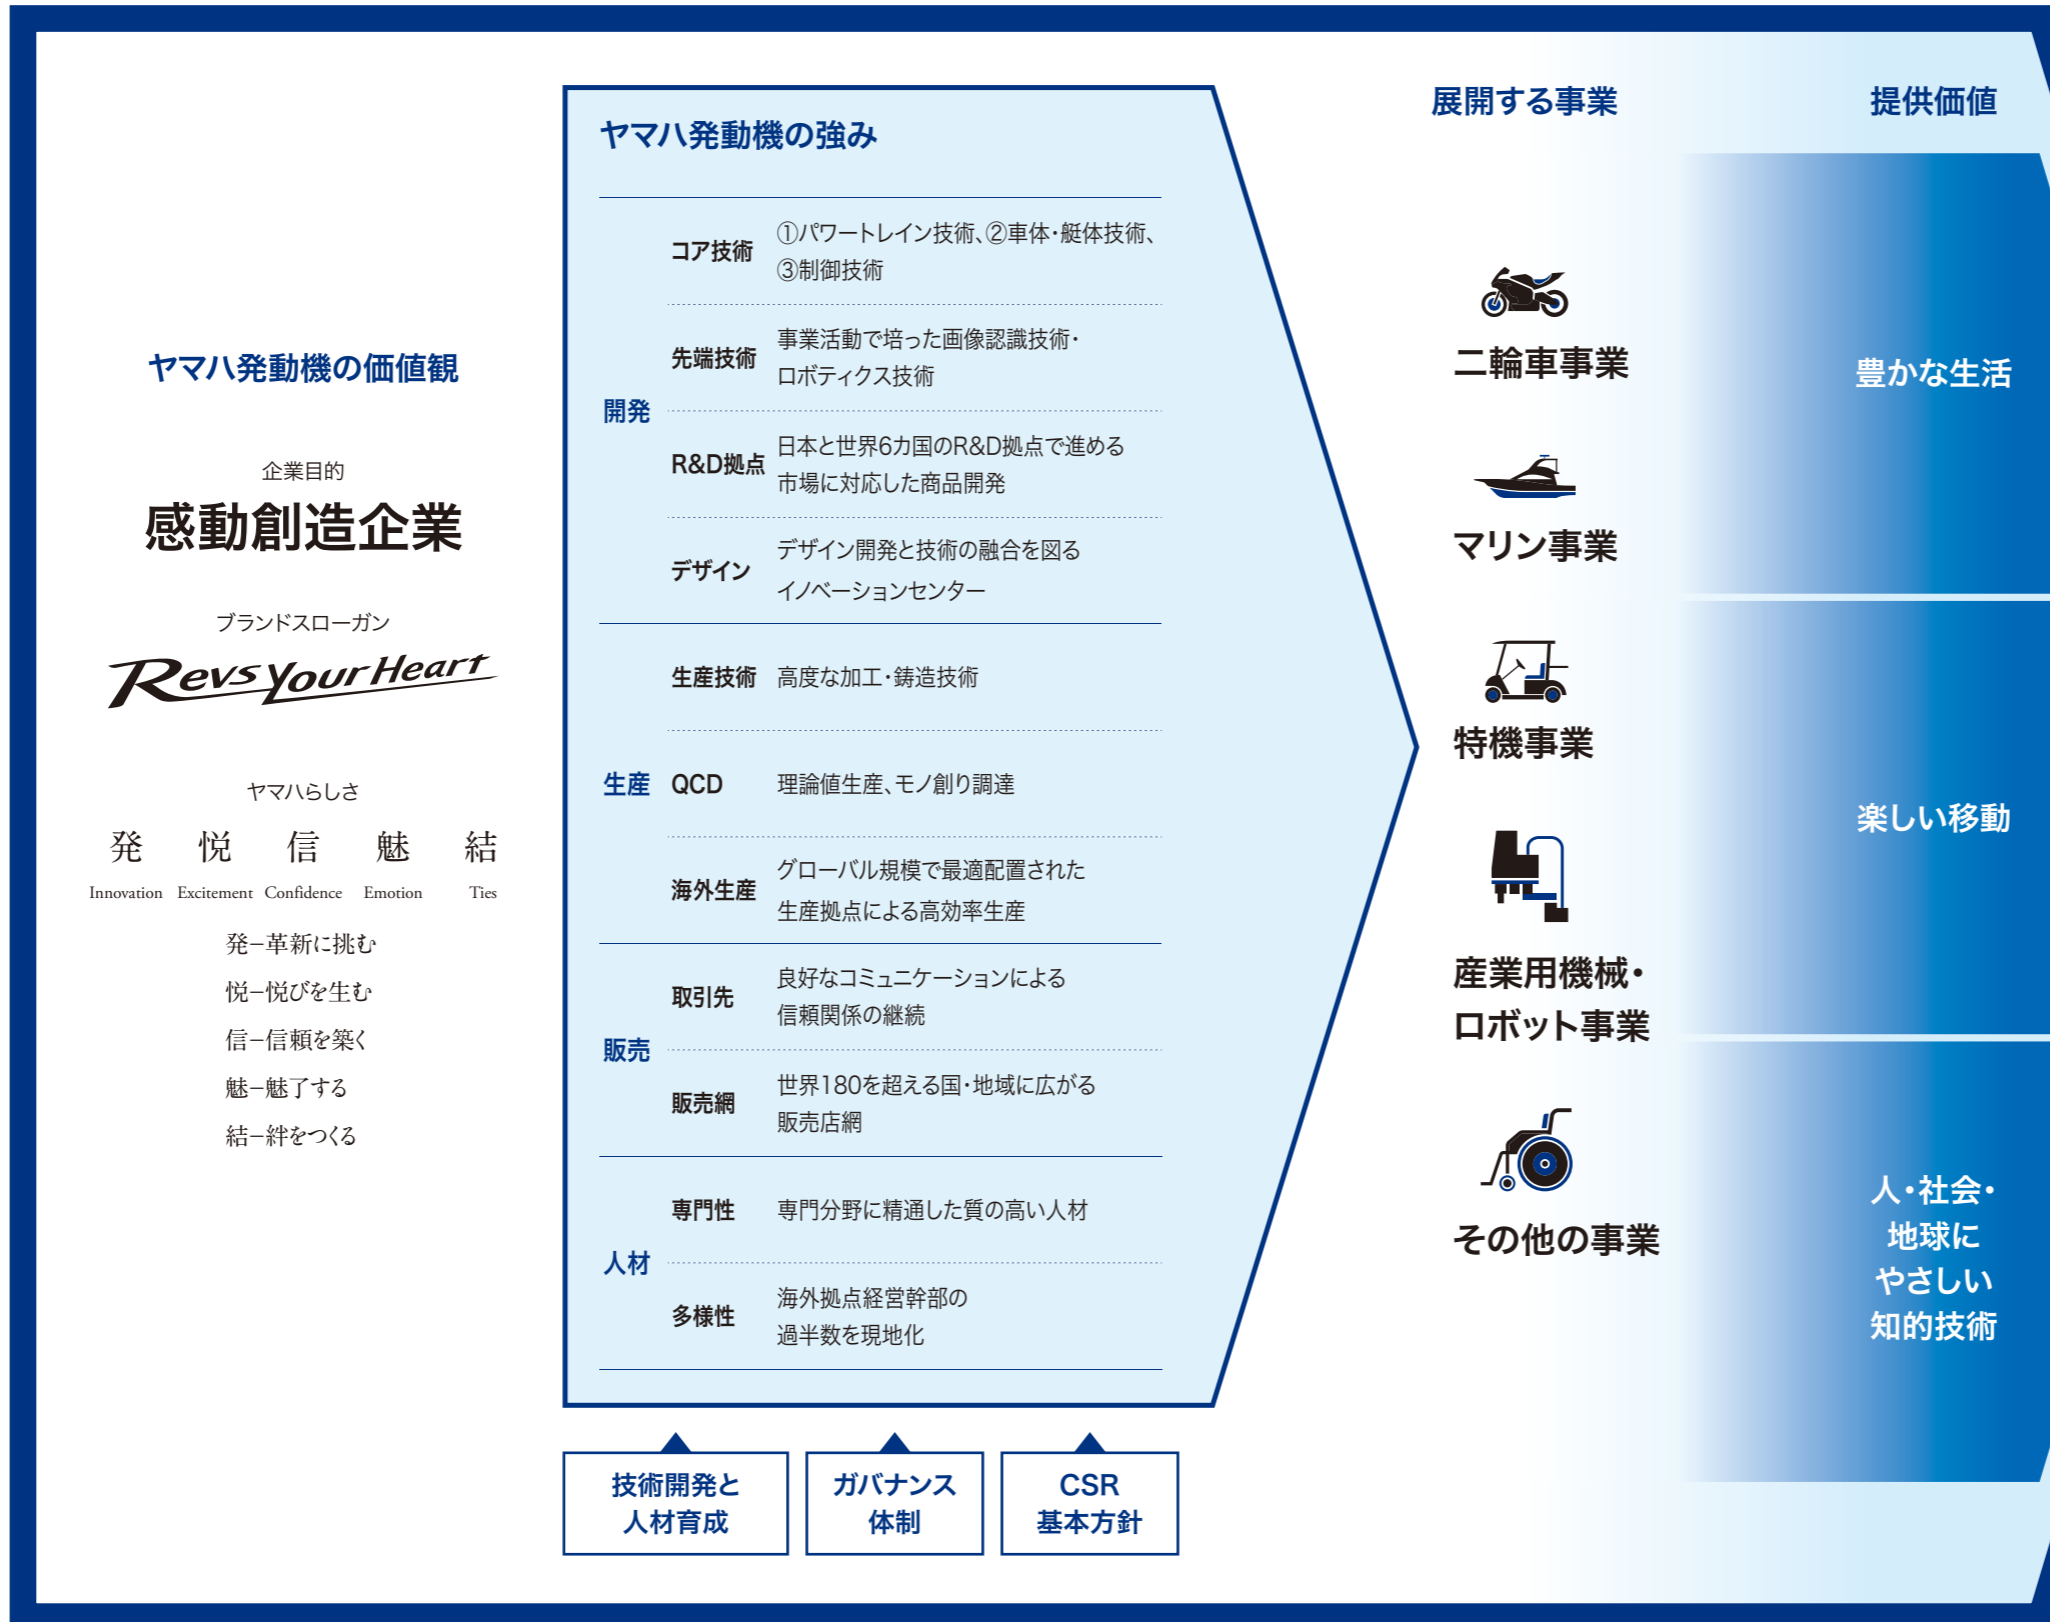 ヤマハ発動機の価値観
企業目的
感動創造企業
ブランドスローガン
Revs Your Heart
ヤマハらしさ
発 悦 信 魅 結
Innovation Excitement Confidence Emotion Ties
発−革新に挑む
悦−悦びを生む
信−信頼を築く
魅−魅了する
結−絆をつくる
ヤマハ発動機の強み
開発
コア技術
①パワートレイン技術、②車体・艇体技術、
③制御技術
先端技術
事業活動で培った画像認識技術・
ロボティクス技術
R&D拠点
日本と世界6カ国のR&D拠点で進める
市場に対応した商品開発
デザイン
デザイン開発と技術の融合を図る
イノベーションセンター
生産
生産技術
高度な加工・鋳造技術
QCD
理論値生産、モノ創り調達
海外生産
グローバル規模で最適配置された
生産拠点による高効率生産
販売
取引先
良好なコミュニケーションによる
信頼関係の継続
販売網
世界180を超える国・地域に広がる
販売店網
人材
専門性
専門分野に精通した質の高い人材
多様性
海外拠点経営幹部の
過半数を現地化
技術開発と
人材育成
ガバナンス
体制
CSR
基本方針
展開する事業
二輪車事業
マリン事業
特機事業
産業用機械・
ロボット事業
その他の事業
提供価値
豊かな生活
楽しい移動
人・社会・
地球に
やさしい
知的技術